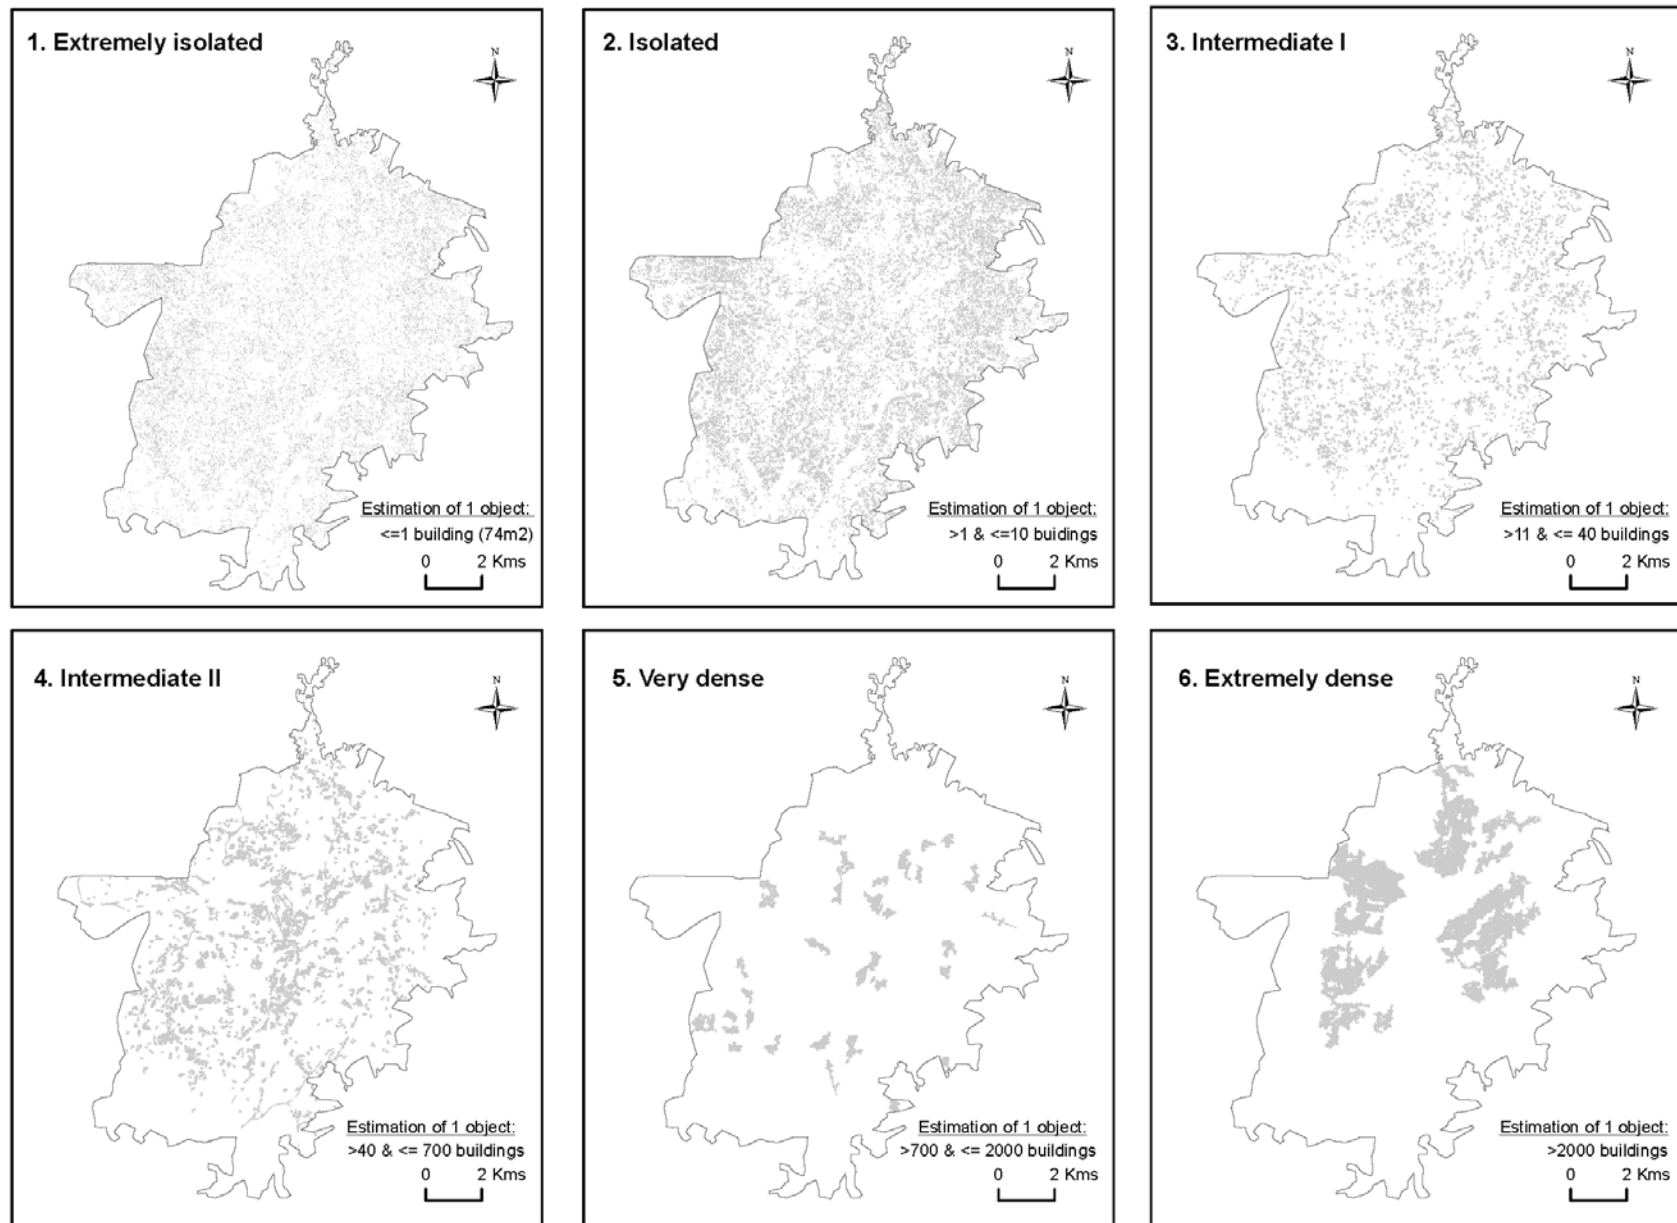 1. Extremely isolated
N
Estimation of 1 object:
<=1 building (74m2)
0 2 Kms
2. Isolated
N
Estimation of 1 object:
>1 & <=10 buidings
0 2 Kms
3. Intermediate I
N
Estimation of 1 object:
>11 & <= 40 buildings
0 2 Kms
4. Intermediate II
N
Estimation of 1 object:
>40 & <= 700 buildings
0 2 Kms
5. Very dense
N
Estimation of 1 object:
>700 & <= 2000 buildings
0 2 Kms
6. Extremely dense
N
Estimation of 1 object:
>2000 buildings
0 2 Kms